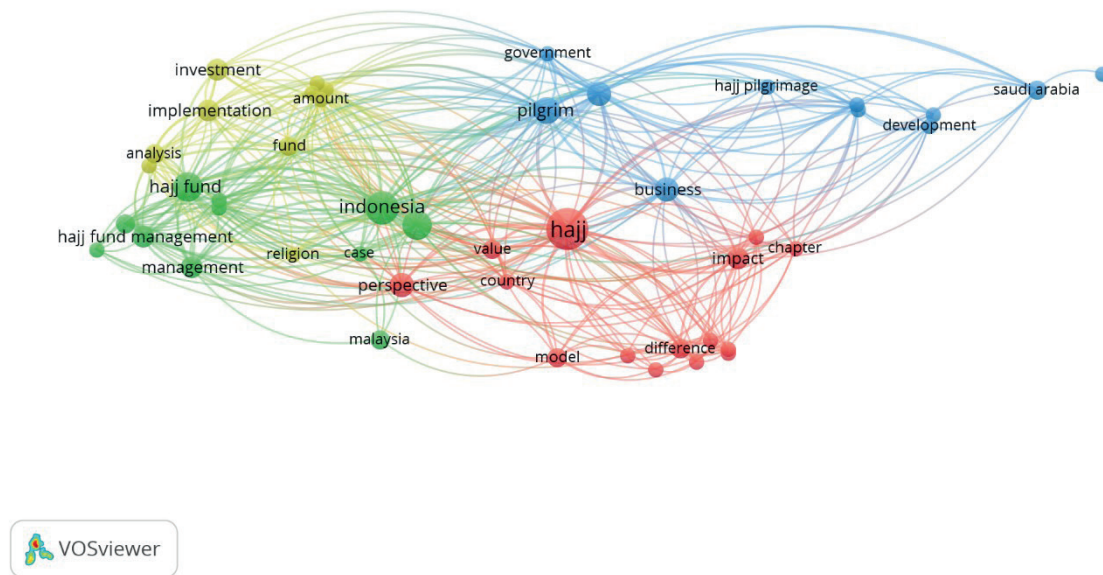 government
investment
hajj pilgrimage
saudi arabia
amount
implementation
pilgrim
development
fund
analysis
hajj fund
business
indonesia
hajj
hajj fund management
value
chapter
religion
case
impact
management
country
perspective
malaysia
difference
model
VOSviewer